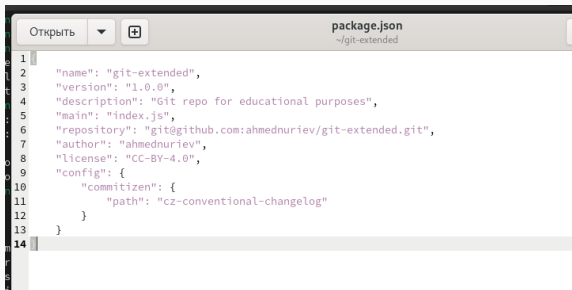 Открыть
package.json
~/git-extended
1 {
2 "name": "git-extended",
3 "version": "1.0.0",
4 "description": "Git repo for educational purposes",
5 "main": "index.js",
6 "repository": "git@github.com:ahmednuriev/git-extended.git",
7 "author": "ahmednuriev",
8 "license": "CC-BY-4.0",
9 "config": {
10 "commitizen": {
11 "path": "cz-conventional-changelog"
12 }
13 }
14 }